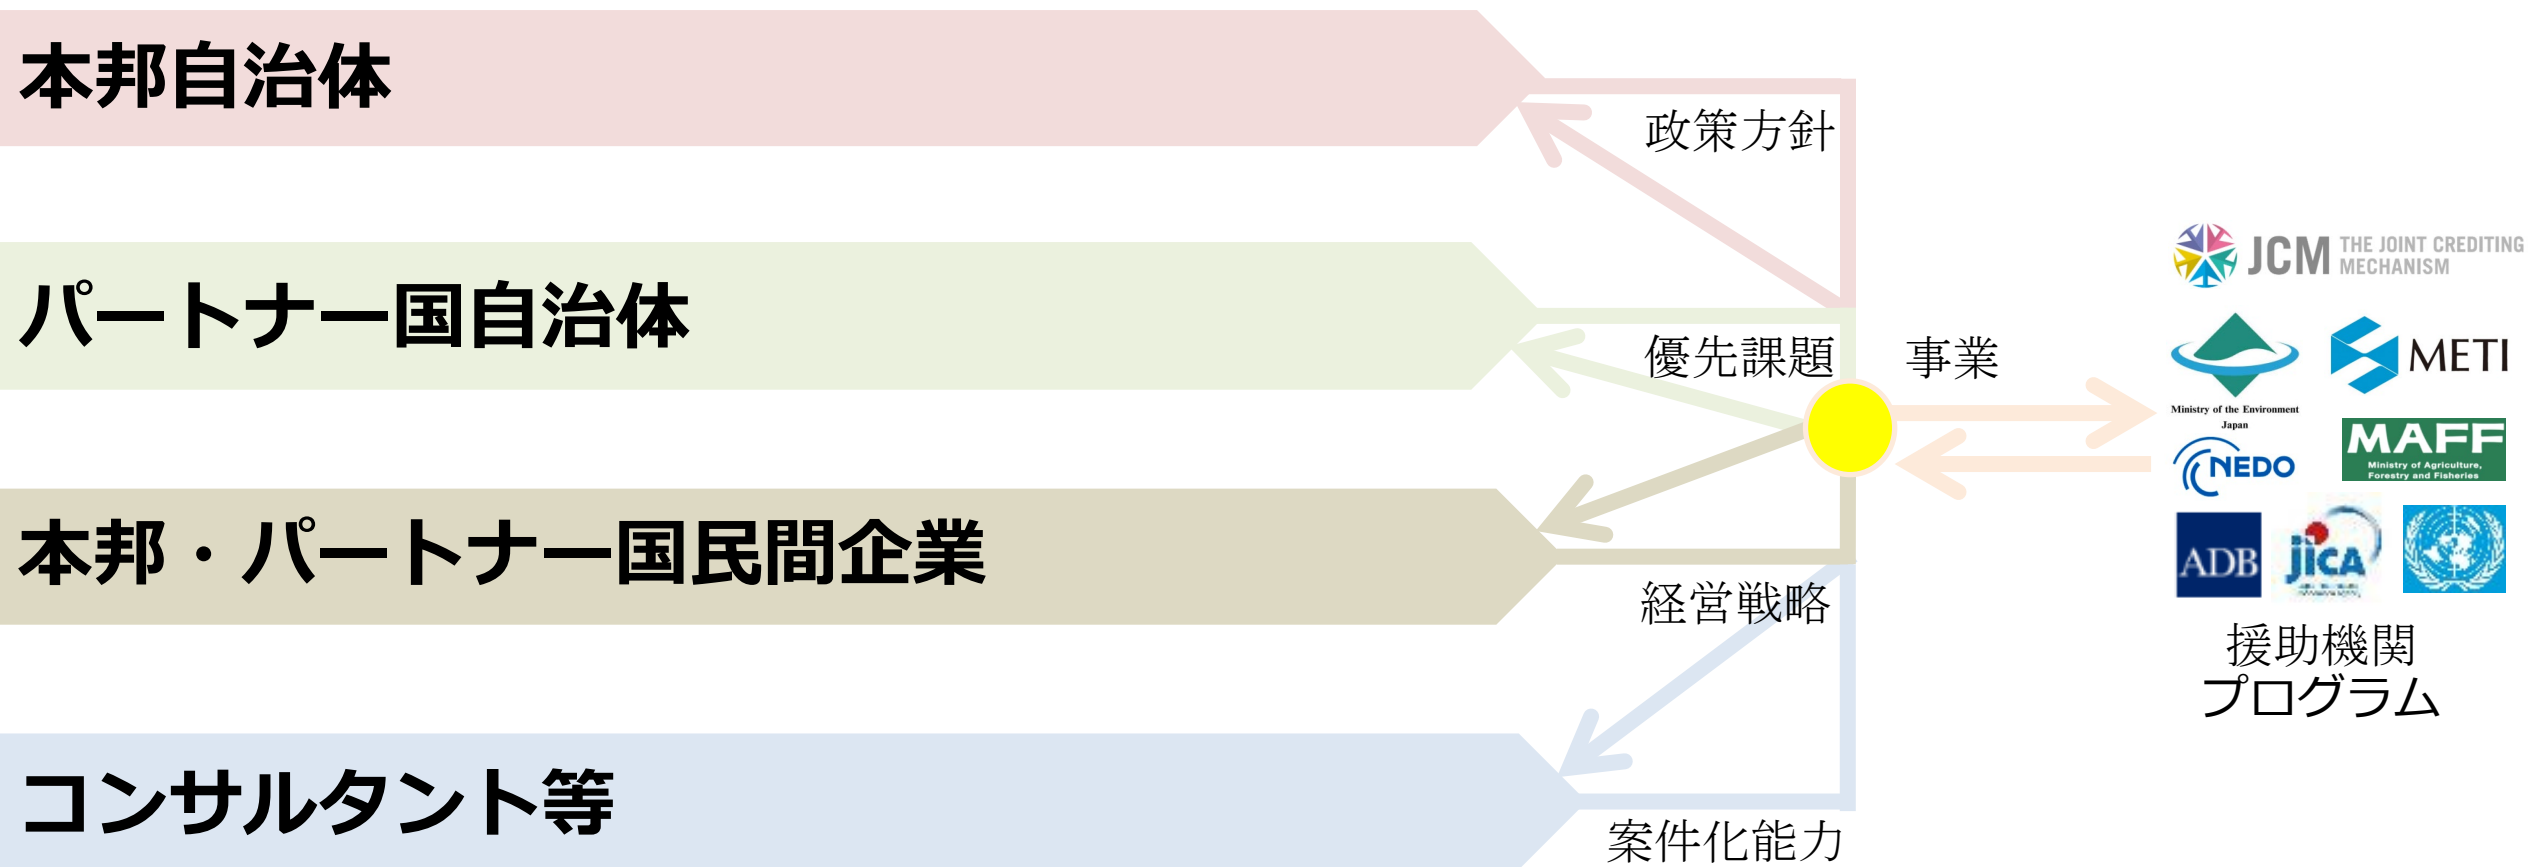 本邦自治体
政策方針
パートナー国自治体
優先課題
事業
本邦・パートナー国民間企業
経営戦略
コンサルタント等
案件化能力
JCM THE JOINT CREDITING
MECHANISM
Ministry of the Environment
Japan
METI
NEDO
MAFF
Ministry of Agriculture,
Forestry and Fisheries
ADB
jICA
援助機関
プログラム